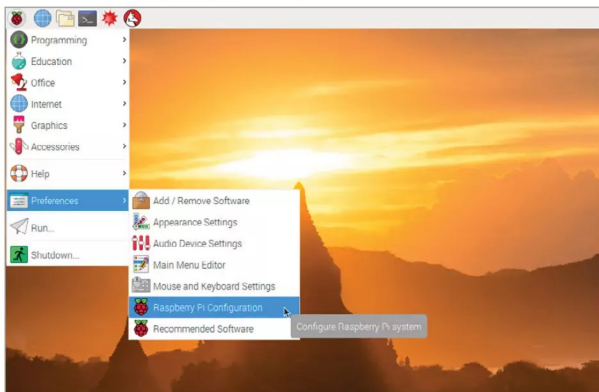 Programming
Education
Office
Internet
Graphics
Accessories
Help
Preferences
Run...
Shutdown...
Add / Remove Software
Appearance Settings
Audio Device Settings
Main Menu Editor
Mouse and Keyboard Settings
Raspberry Pi Configuration
Recommended Software
Configure Raspberry Pi system